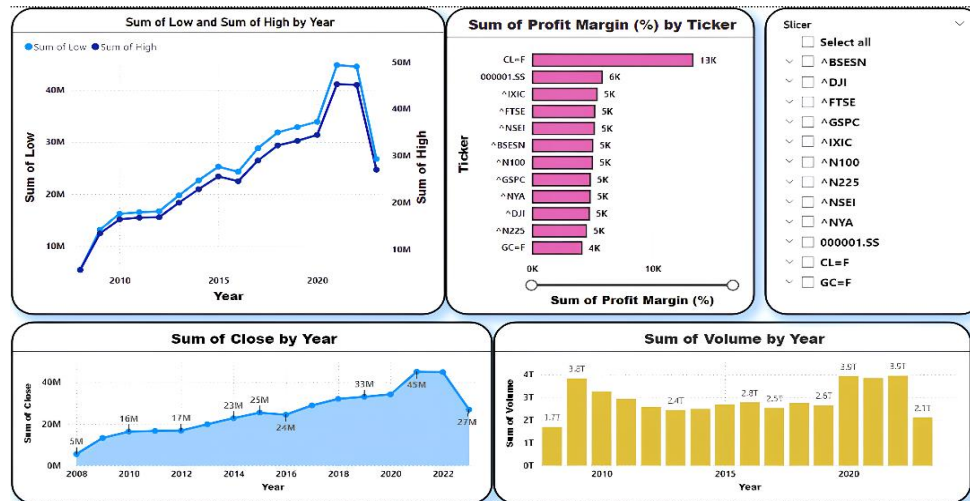 Sum of Low and Sum of High by Year
Sum of Low Sum of High
50M
40M
40M
30M
30M
20M
20M
10M
10M
Sum of Low
Sum of High
2010 2015 2020
Year
Sum of Profit Margin (%) by Ticker
CL=F 13K
000001.SS 6K
^IXIC 5K
^FTSE 5K
^NSEI 5K
^BSESN 5K
^N100 5K
^GSPC 5K
^NYA 5K
^DJI 5K
^N225 5K
GC=F 4K
Ticker
0K 10K
Sum of Profit Margin (%)
Slicer
Select all
^BSESN
^DJI
^FTSE
^GSPC
^IXIC
^N100
^N225
^NSEI
^NYA
000001.SS
CL=F
GC=F
Sum of Close by Year
40M
20M
0M
Sum of Close
5M 16M 17M 23M 25M 24M 33M 45M 27M
2008 2010 2012 2014 2016 2018 2020 2022
Year
Sum of Volume by Year
4T
3T
2T
1T
0T
Sum of Volume
1.7T 3.8T 2.4T 2.8T 2.5T 2.6T 3.9T 3.9T 2.1T
2010 2015 2020
Year